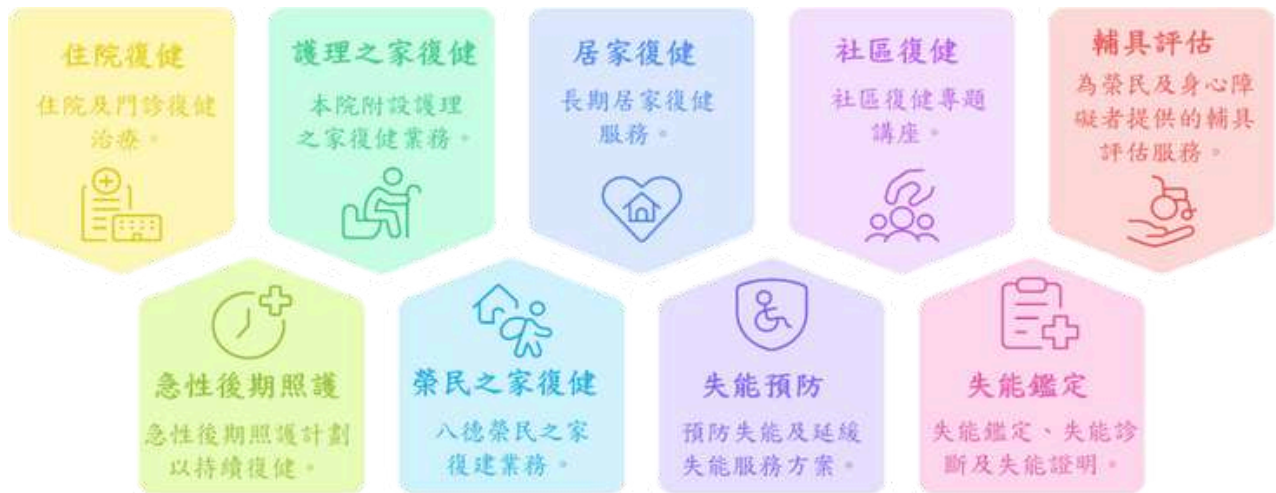 住院復健
住院及門診復健
治療。
護理之家復健
本院附設護理
之家復健業務。
居家復健
長期居家復健
服務。
社區復健
社區復健專題
講座。
輔具評估
為榮民及身心障
礙者提供的輔具
評估服務。
急性後期照護
急性後期照護計劃
以持續復健。
榮民之家復健
八德榮民之家
復建業務。
失能預防
預防失能及延緩
失能服務方案。
失能鑑定
失能鑑定、失能診
斷及失能證明。